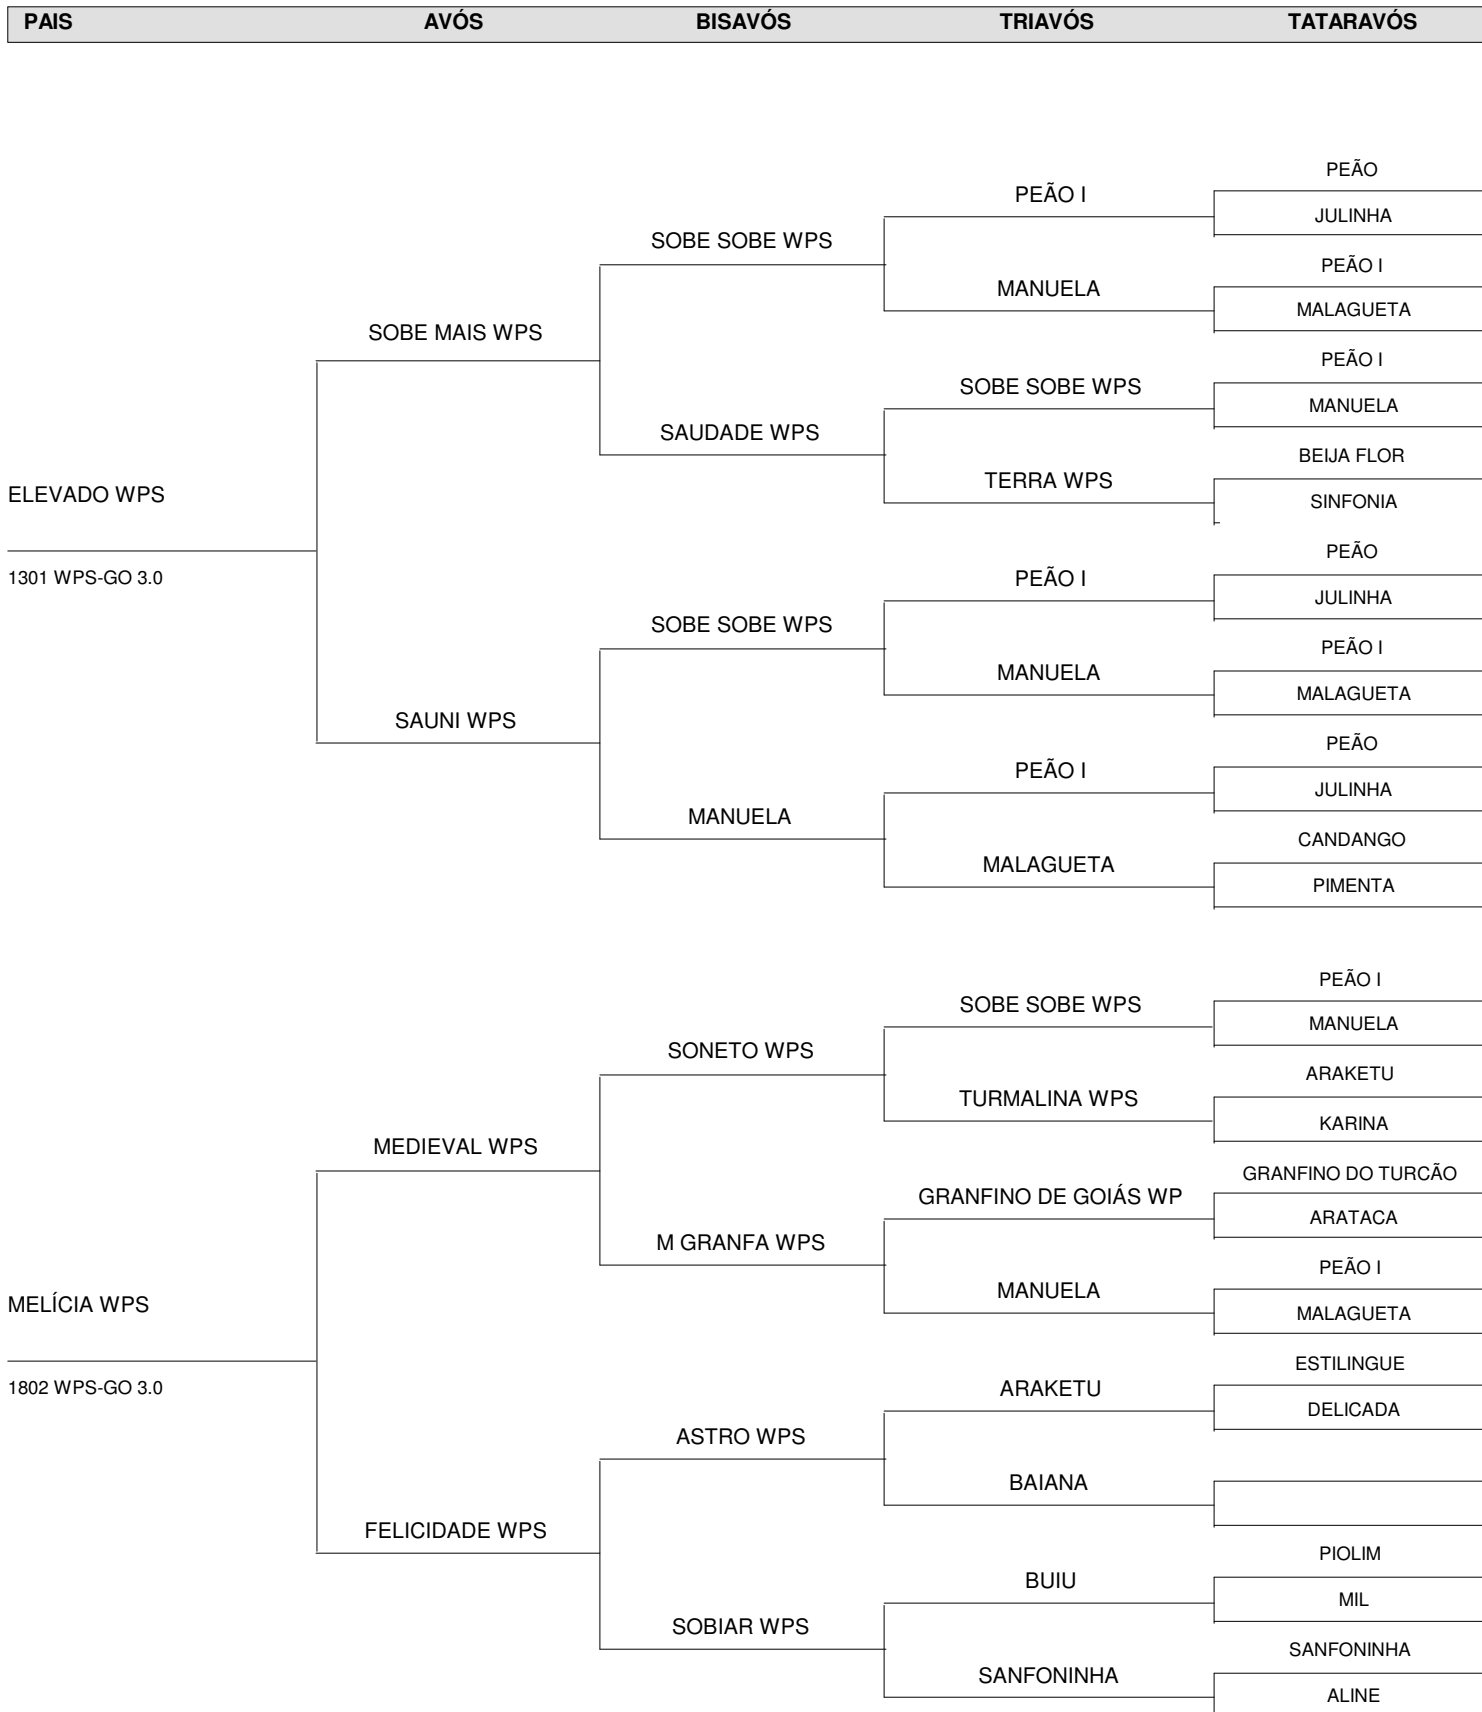 PAIS AVÓS BISAVÓS TRIAVÓS TATARAVÓS
PEÃO
PEÃO I
JULINHA
SOBE SOBE WPS
PEÃO I
MANUELA
MALAGUETA
SOBE MAIS WPS
PEÃO I
SOBE SOBE WPS
MANUELA
SAUDADE WPS
BEIJA FLOR
TERRA WPS
ELEVADO WPS
SINFONIA
PEÃO
1301 WPS-GO 3.0
PEÃO I
JULINHA
SOBE SOBE WPS
PEÃO I
MANUELA
MALAGUETA
SAUNI WPS
PEÃO
PEÃO I
JULINHA
MANUELA
CANDANGO
MALAGUETA
PIMENTA
PEÃO I
SOBE SOBE WPS
MANUELA
SONETO WPS
ARAKETU
TURMALINA WPS
KARINA
MEDIEVAL WPS
GRANFINO DO TURCÃO
GRANFINO DE GOIÁS WP
ARATACA
M GRANFA WPS
PEÃO I
MANUELA
MELÍCIA WPS
MALAGUETA
ESTILINGUE
1802 WPS-GO 3.0
ARAKETU
DELICADA
ASTRO WPS
BAIANA
FELICIDADE WPS
PIOLIM
BUIU
MIL
SOBIAR WPS
SANFONINHA
SANFONINHA
ALINE